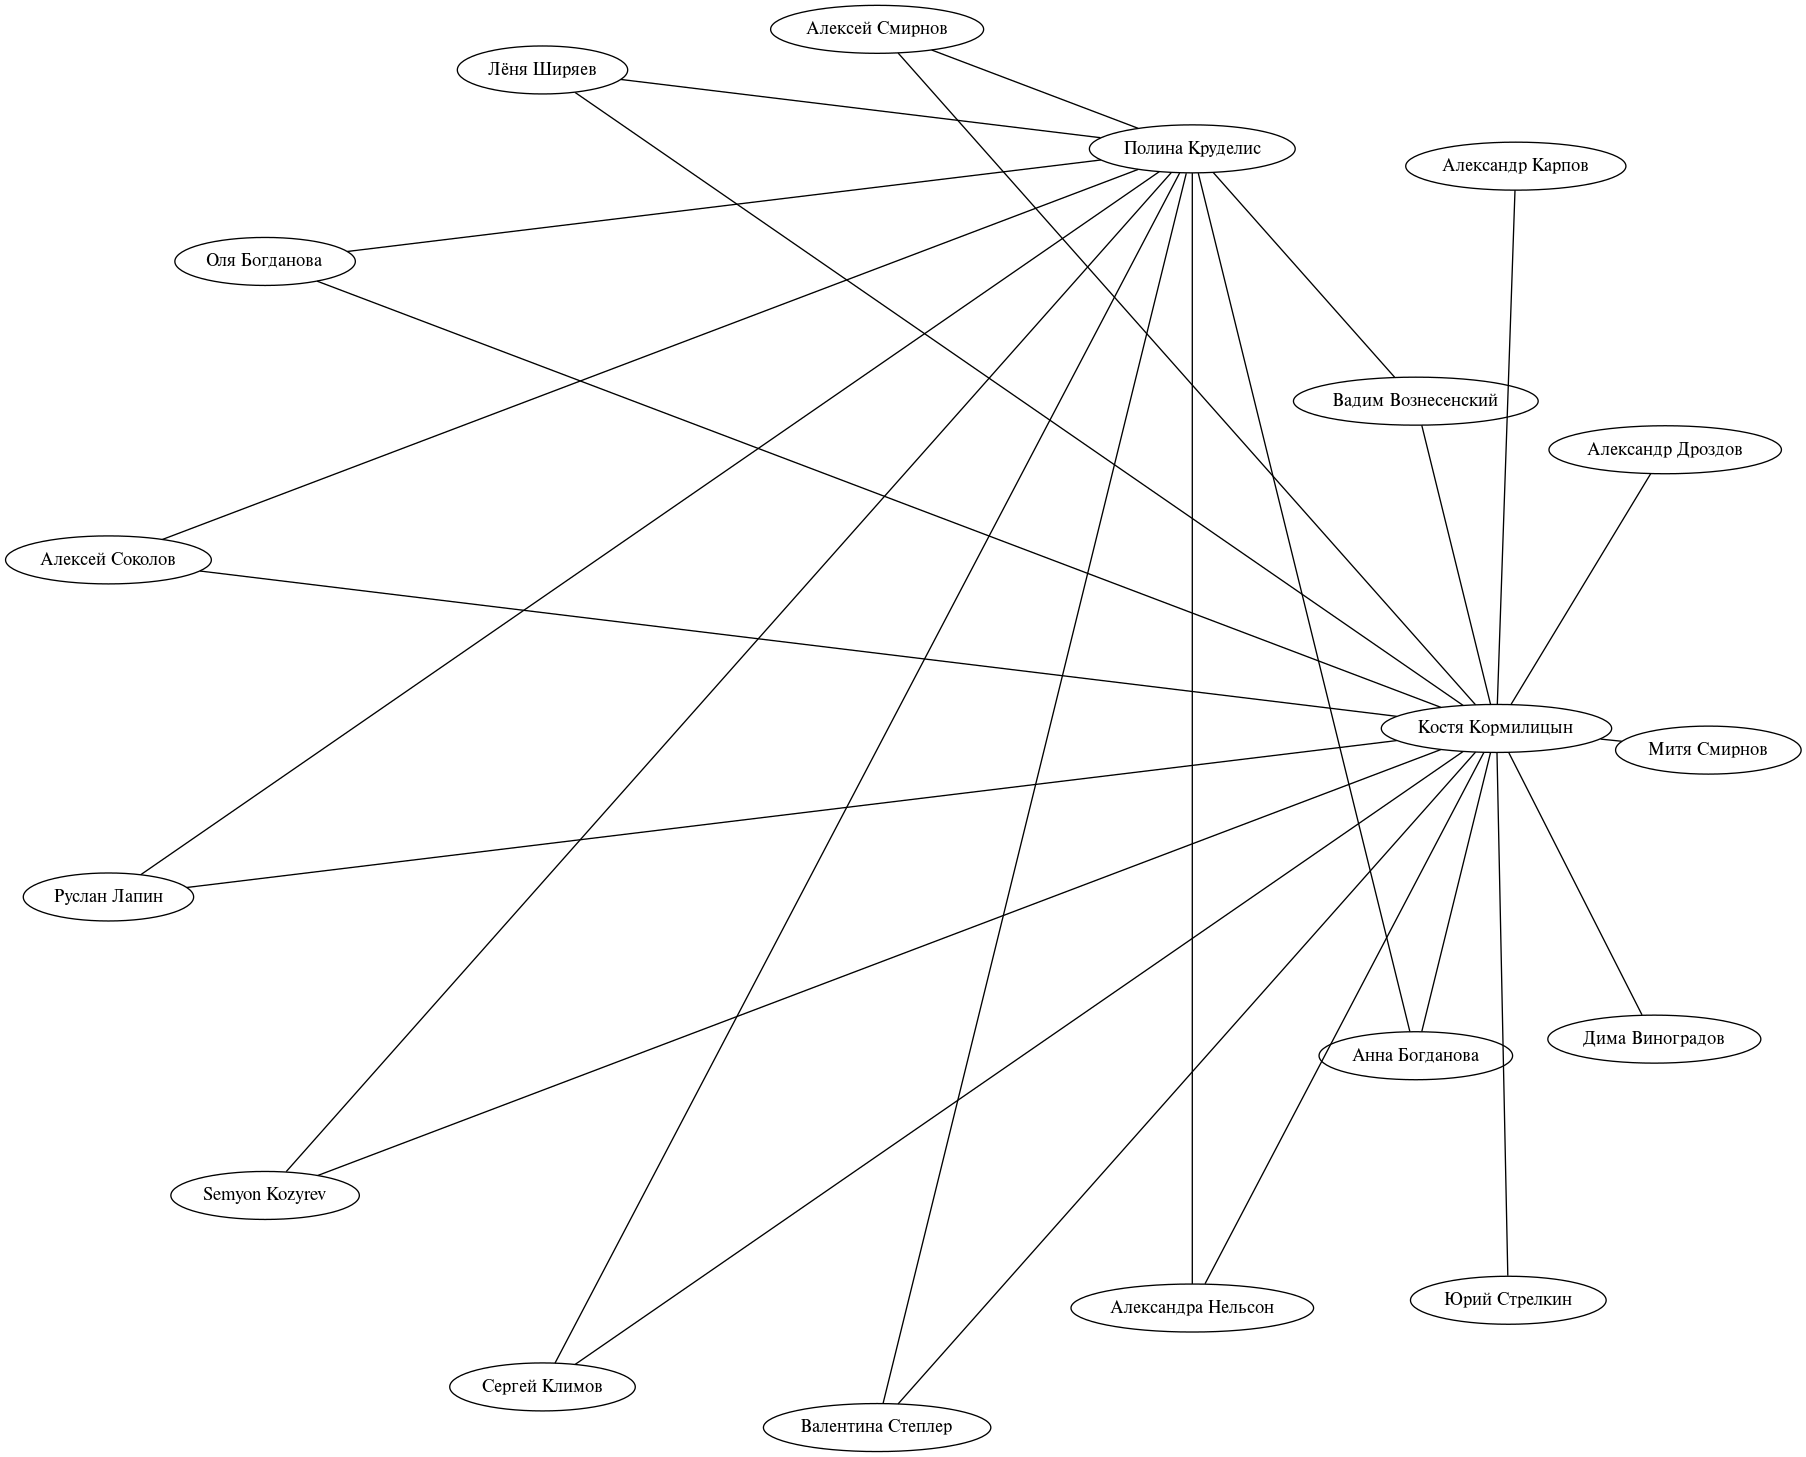 Алексей Смирнов
Лёня Ширяев
Полина Круделис
Александр Карпов
Оля Богданова
Вадим Вознесенский
Александр Дроздов
Алексей Соколов
Костя Кормилицын
Митя Смирнов
Руслан Лапин
Дима Виноградов
Анна Богданова
Semyon Kozyrev
Юрий Стрелкин
Александра Нельсон
Сергей Климов
Валентина Степлер